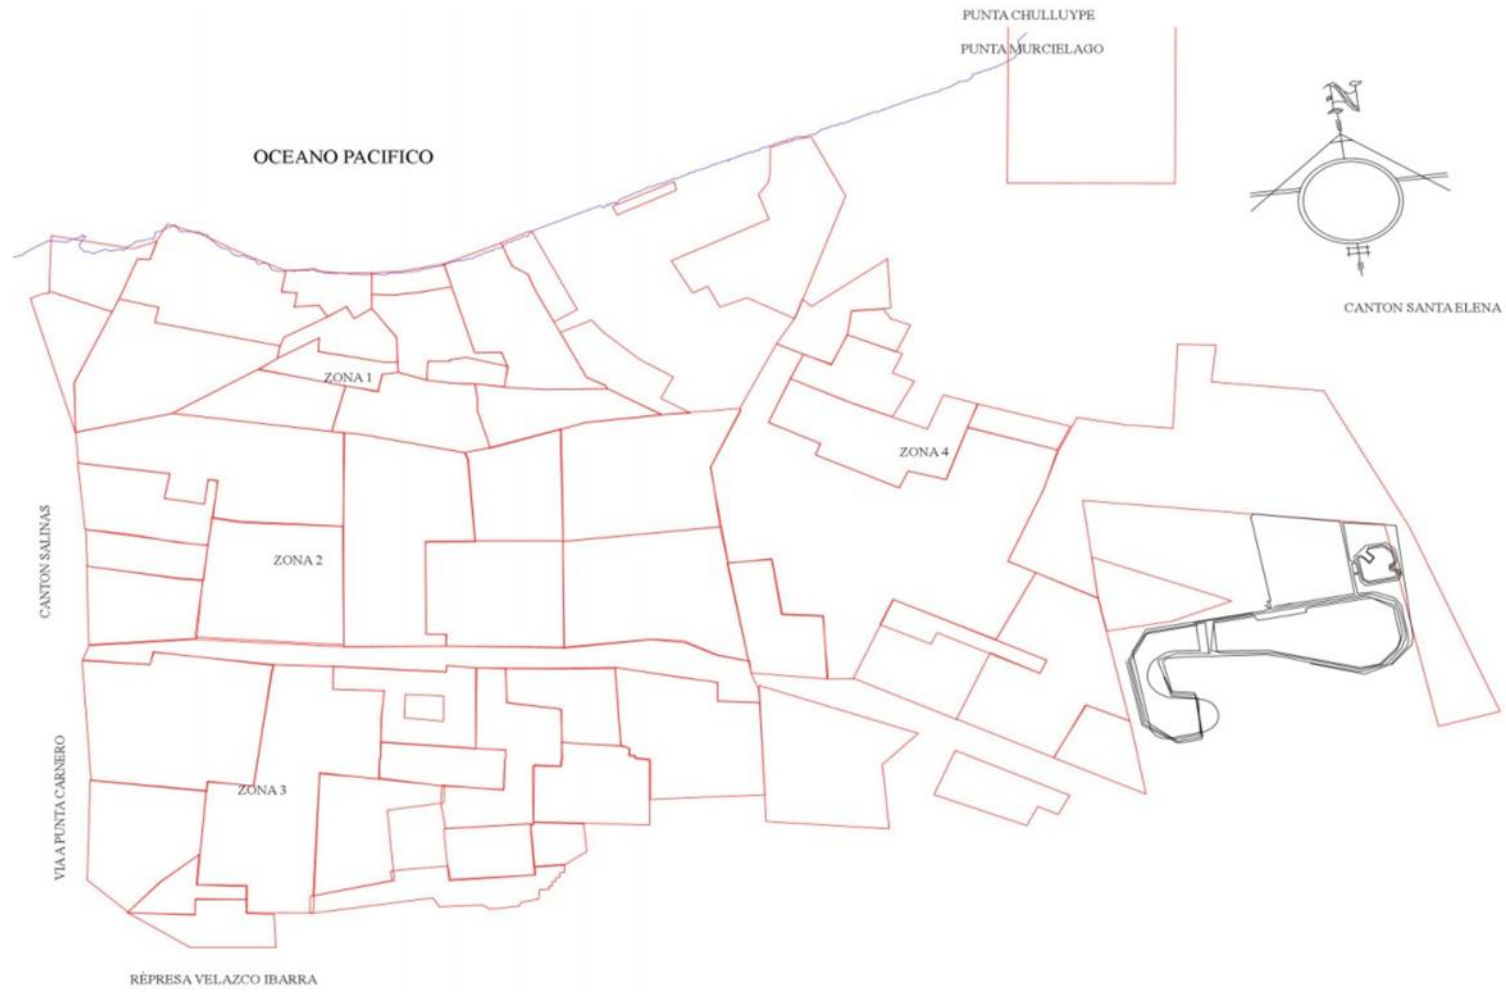 PUNTA CHULLUYPE
PUNTA MURCIELAGO
N
OCEANO PACIFICO
CANTON SANTA ELENA
ZONA 1
ZONA 4
CANTON SALINAS
ZONA 2
VIA A PUNTA CARNERO
ZONA 3
RÈPRESA VELAZCO IBARRA